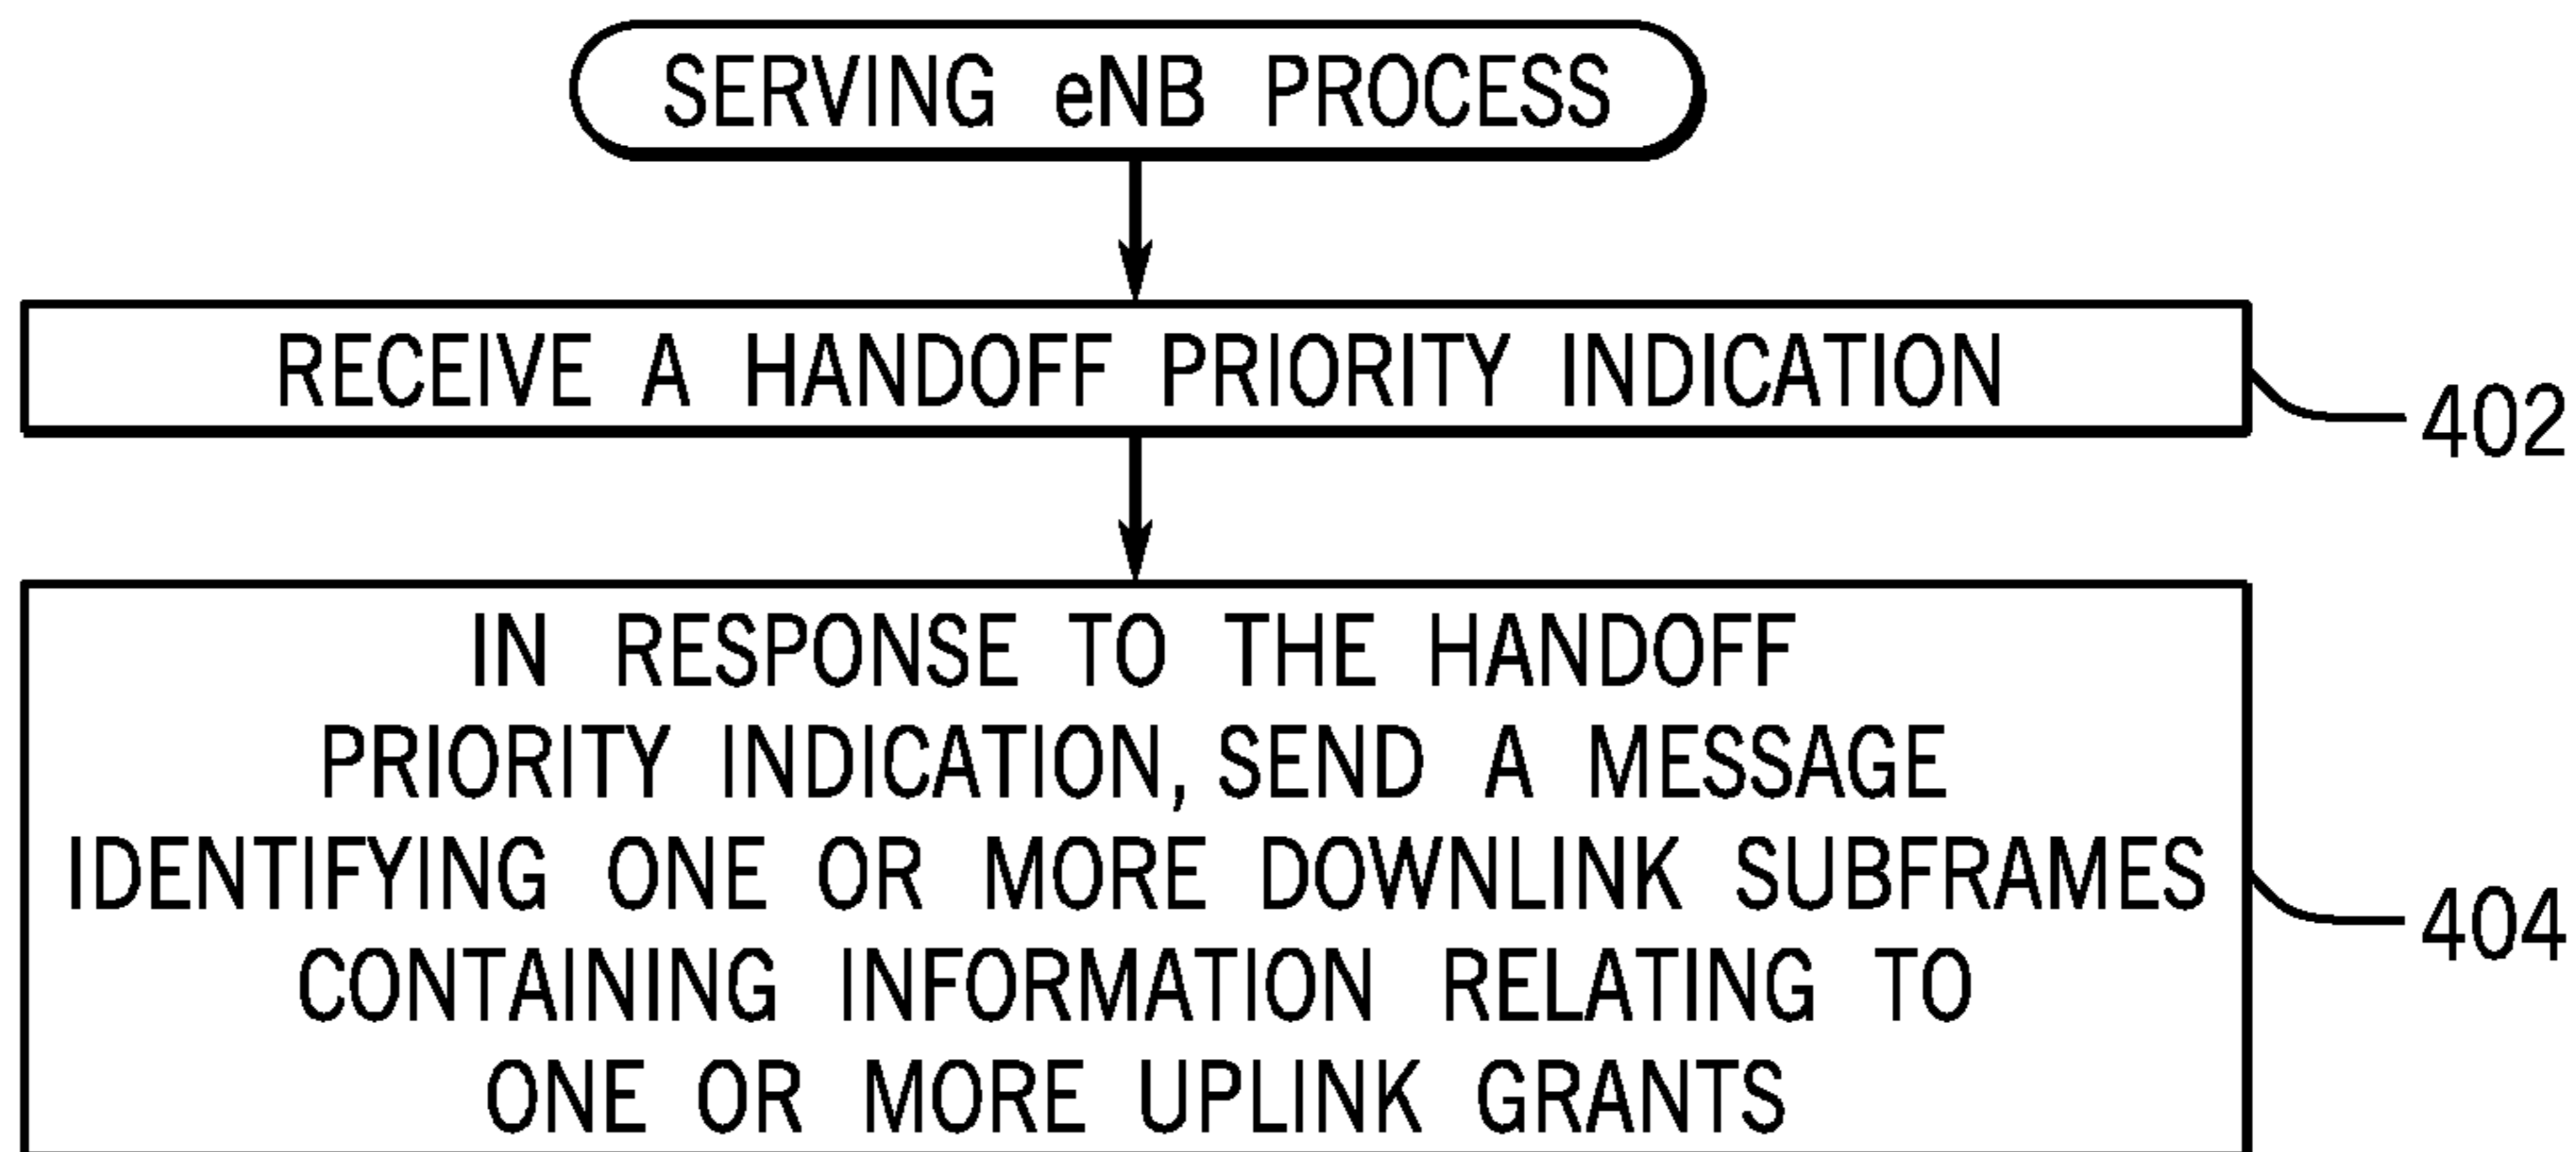 SERVING eNB PROCESS
RECEIVE A HANDOFF PRIORITY INDICATION
402
IN RESPONSE TO THE HANDOFF
PRIORITY INDICATION, SEND A MESSAGE
IDENTIFYING ONE OR MORE DOWNLINK SUBFRAMES
CONTAINING INFORMATION RELATING TO
ONE OR MORE UPLINK GRANTS
404